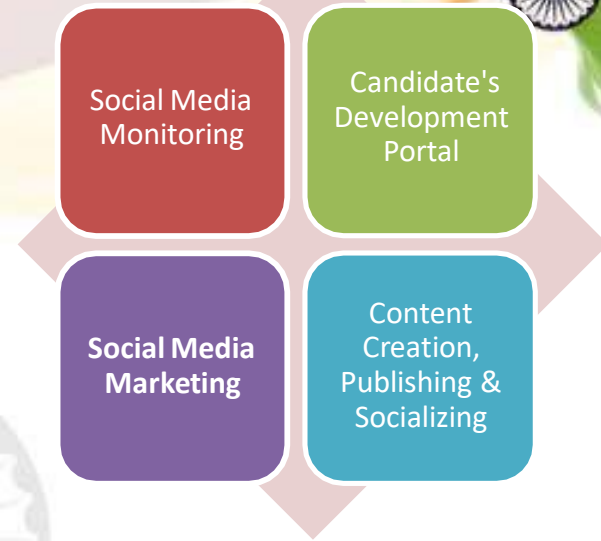 Social Media
Monitoring
Candidate's
Development
Portal
Social Media
Marketing
Content
Creation,
Publishing &
Socializing